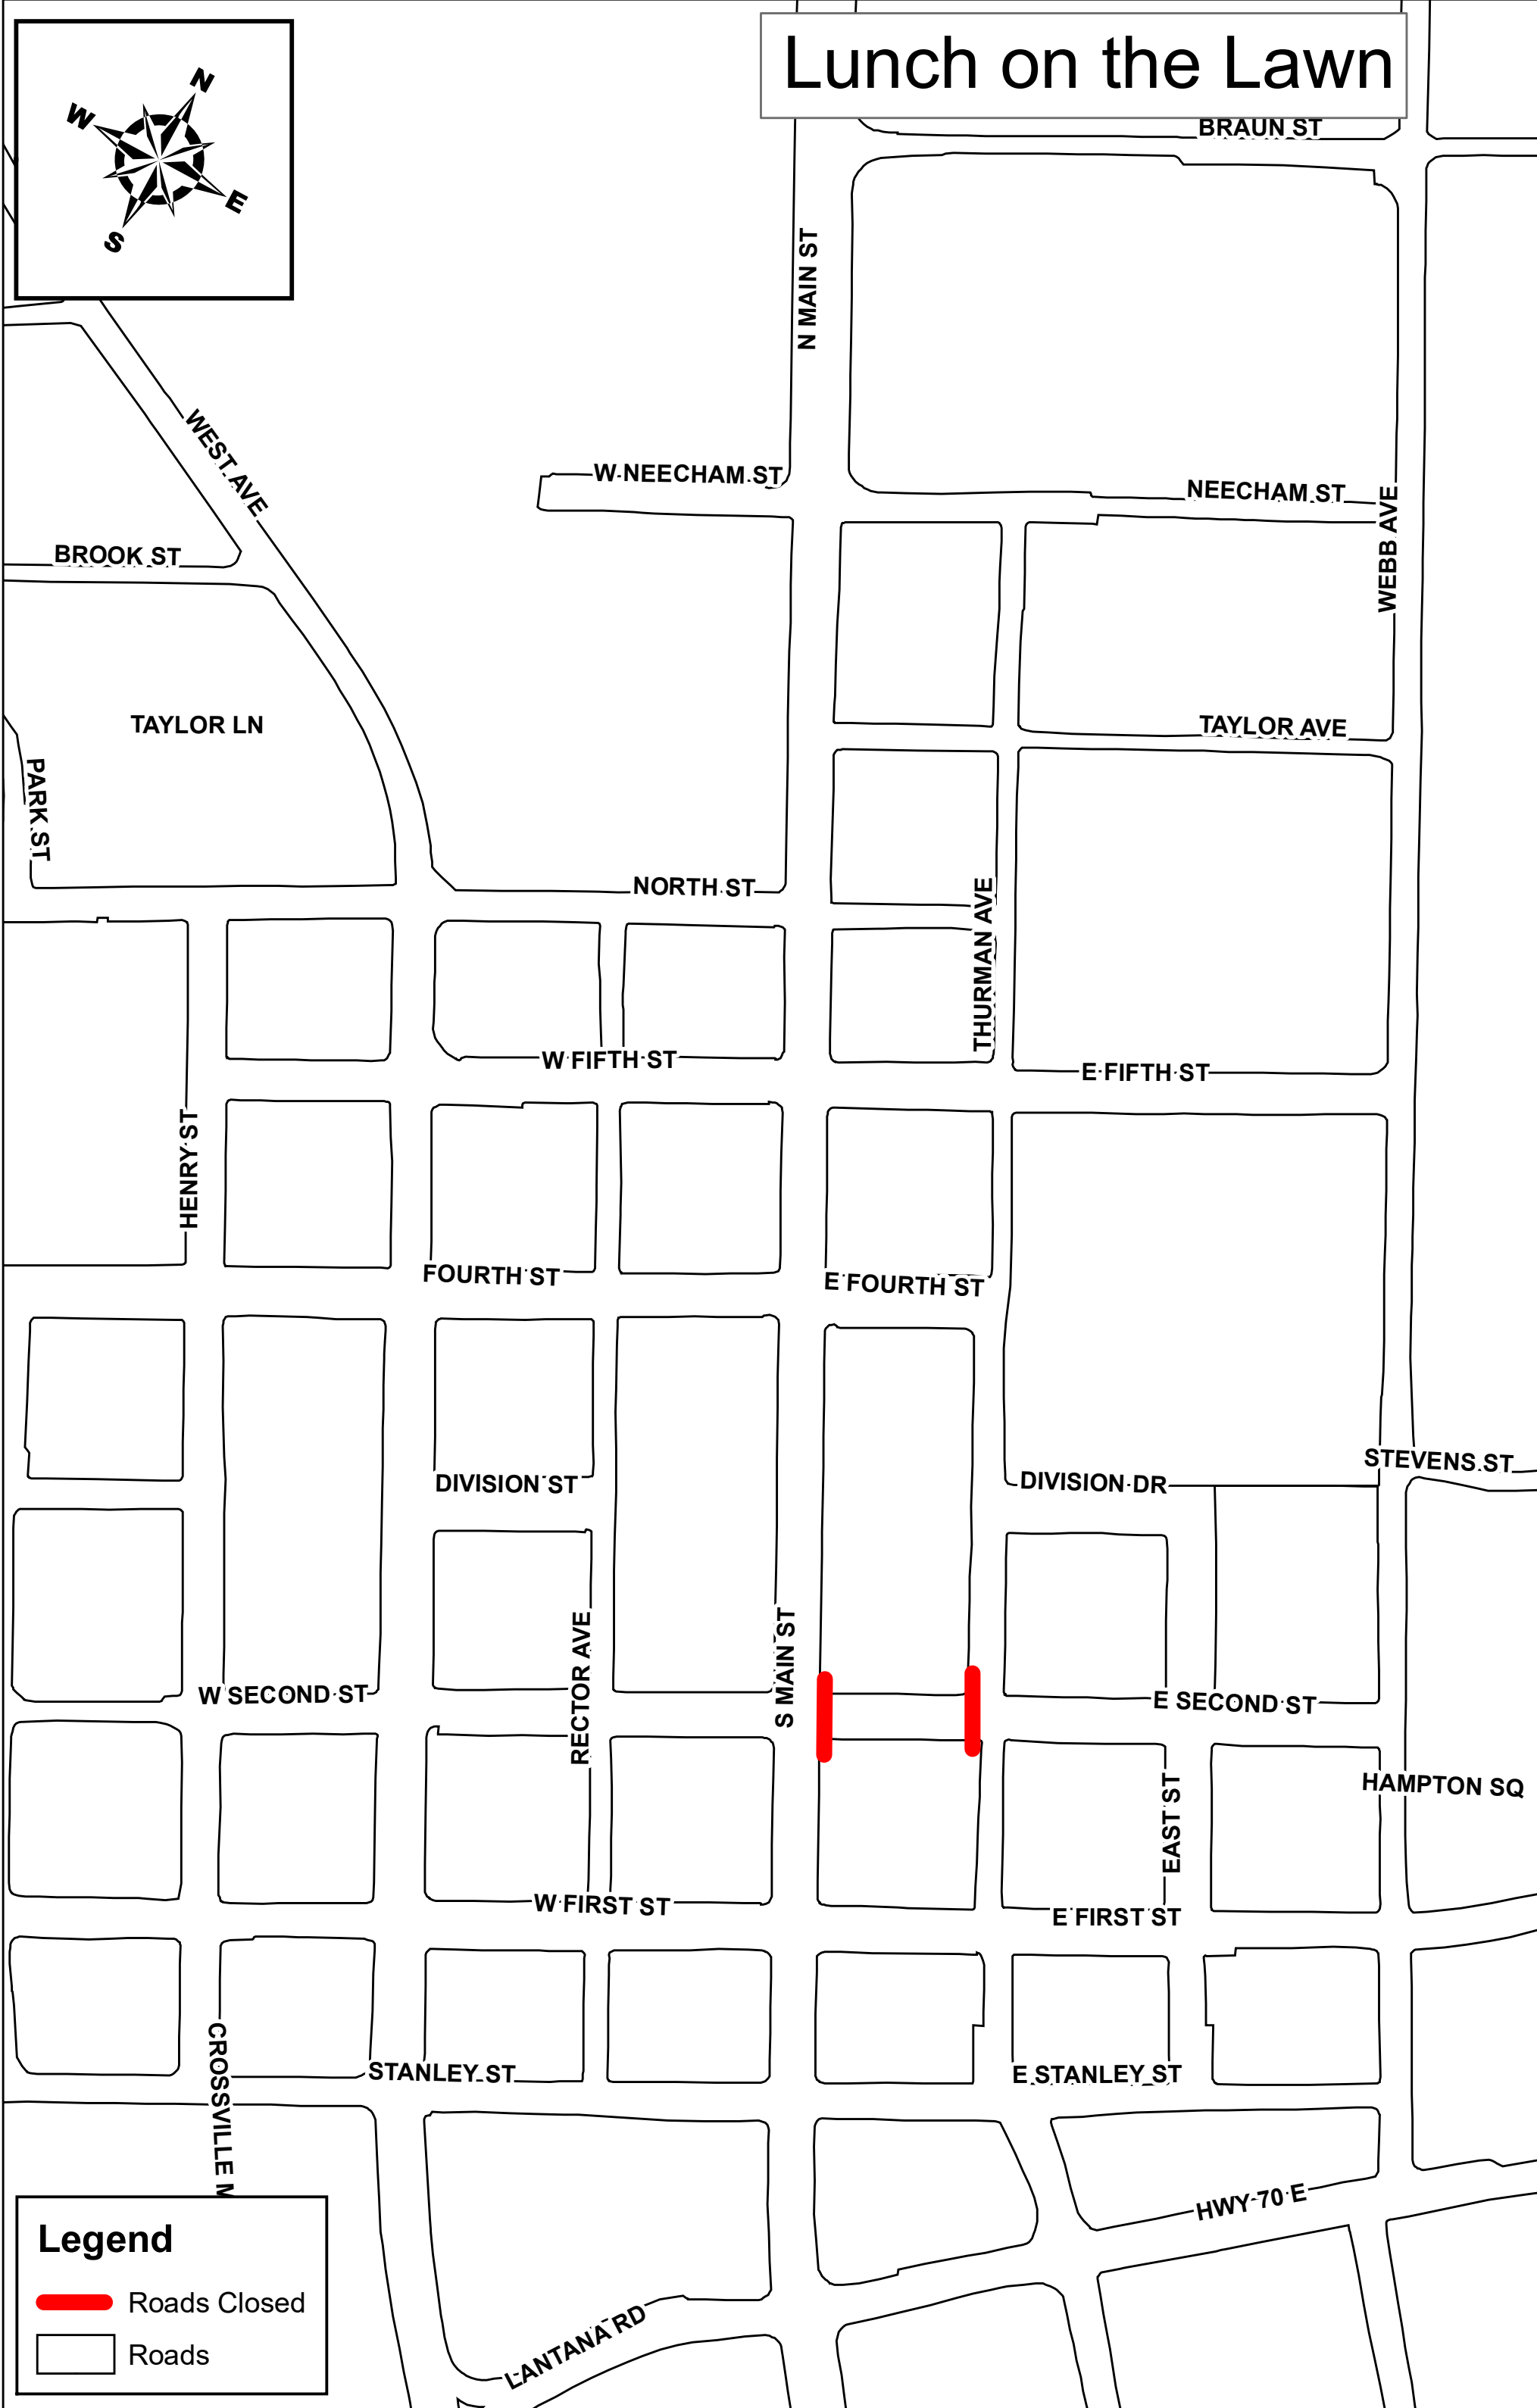 Lunch on the Lawn
N
W
E
S
BRAUN ST
N MAIN ST
WEST AVE
W NEECHAM ST
NEECHAM ST
WEBB AVE
BROOK ST
TAYLOR LN
TAYLOR AVE
PARK ST
NORTH ST
THURMAN AVE
W FIFTH ST
E FIFTH ST
HENRY ST
FOURTH ST
E FOURTH ST
STEVENS ST
DIVISION ST
DIVISION DR
RECTOR AVE
S MAIN ST
W SECOND ST
E SECOND ST
HAMPTON SQ
EAST ST
W FIRST ST
E FIRST ST
CROSSVILLE M
STANLEY ST
E STANLEY ST
HWY 70 E
LANTANA RD
Legend
Roads Closed
Roads